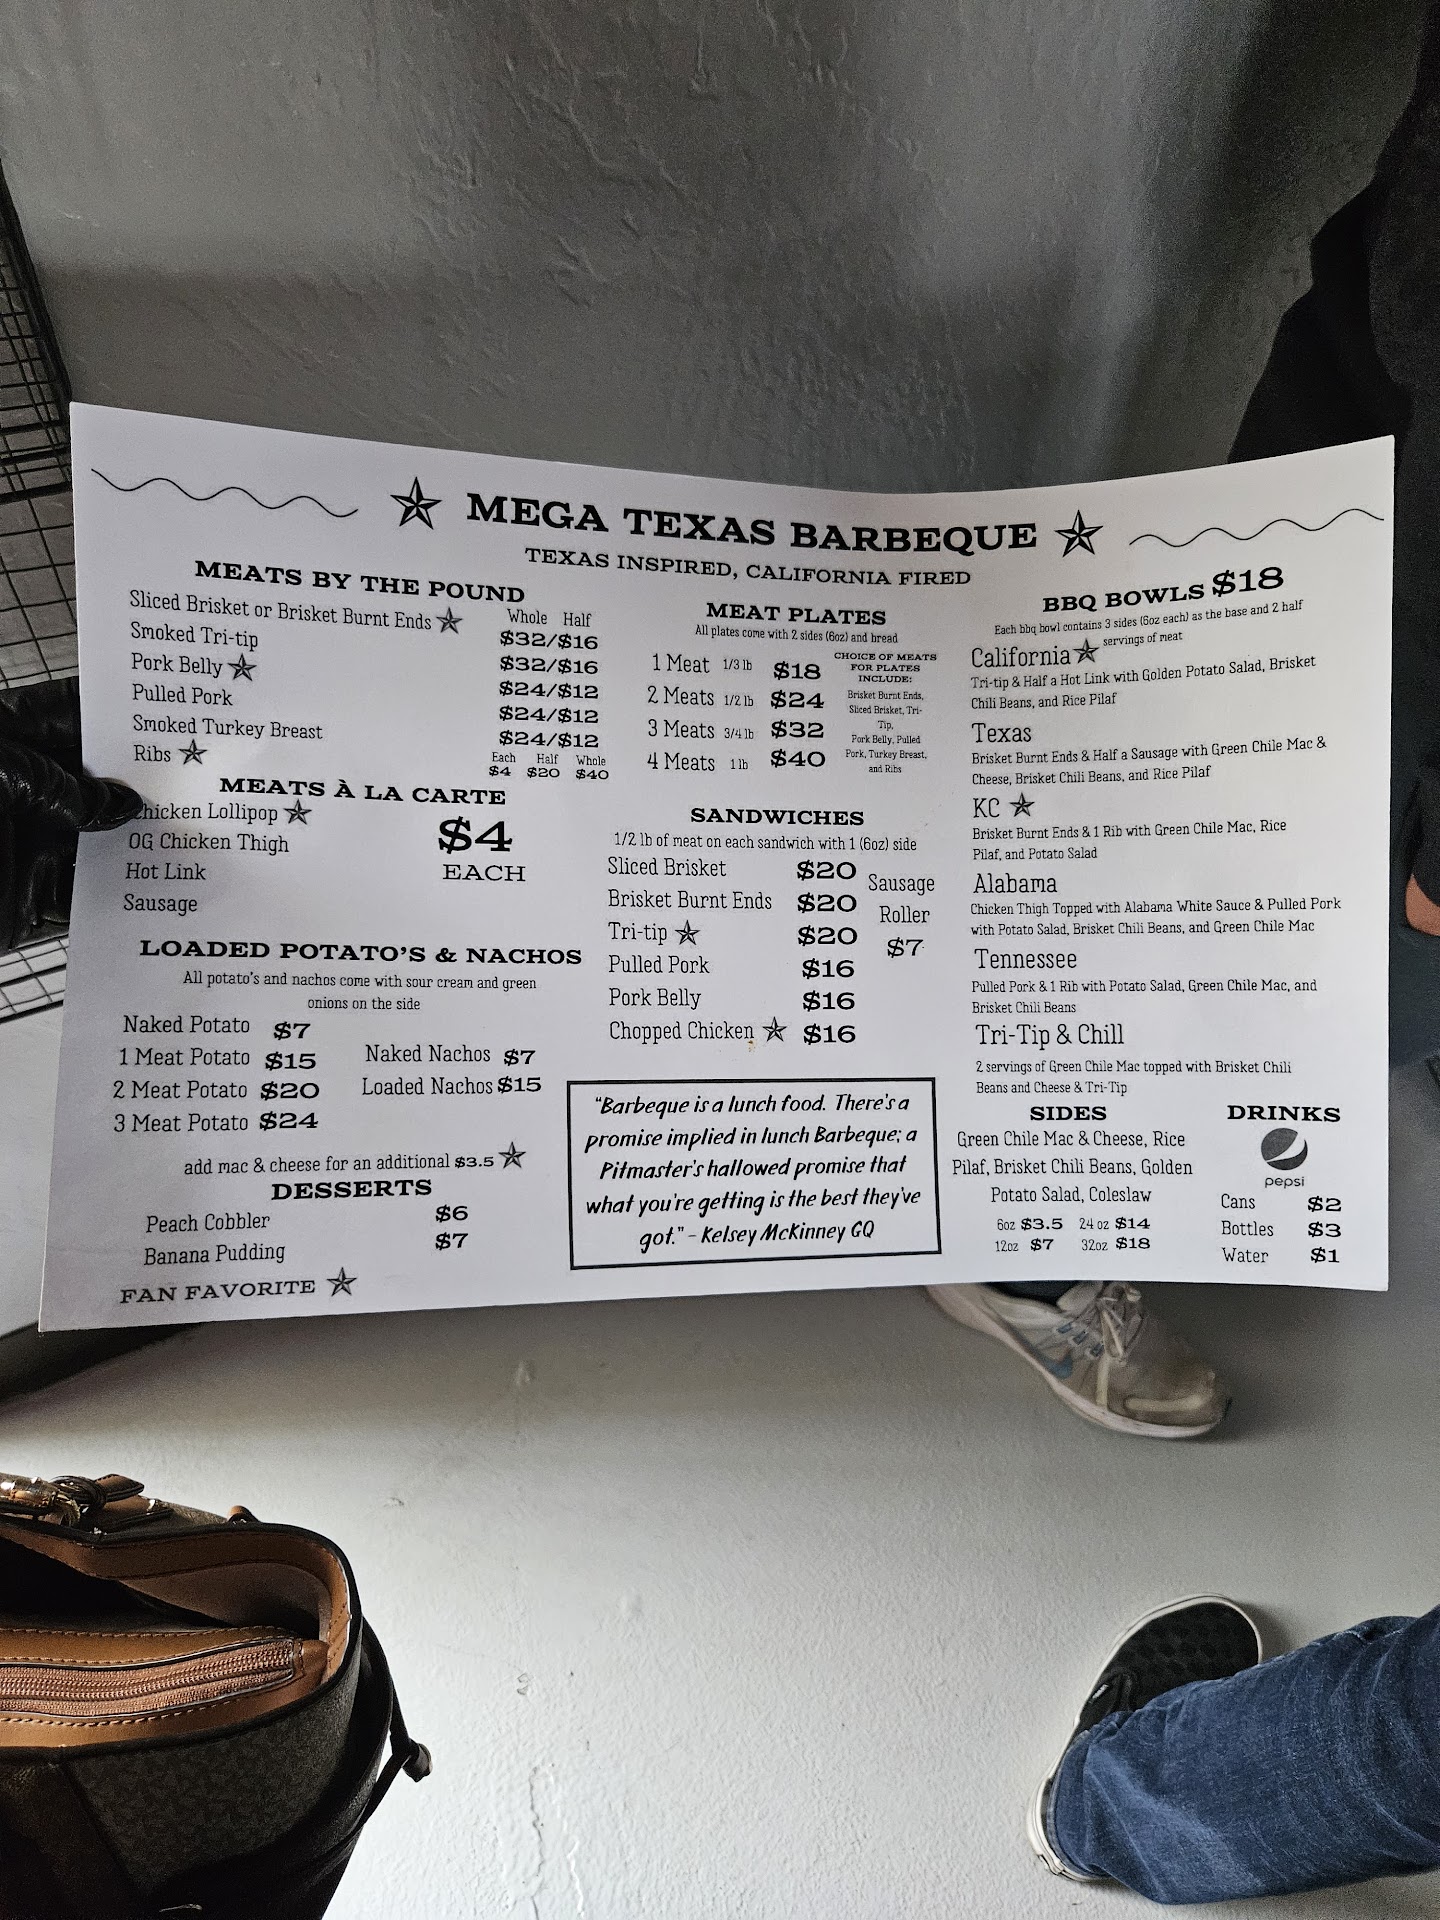 MEGA TEXAS BARBEQUE
TEXAS INSPIRED, CALIFORNIA FIRED
MEATS BY THE POUND
Whole Half
Sliced Brisket or Brisket Burnt Ends $32/$16
Smoked Tri-tip $32/$16
Pork Belly $24/$12
Pulled Pork $24/$12
Smoked Turkey Breast $24/$12
Ribs
Each Half Whole
$4 $20 $40
MEATS À LA CARTE
Chicken Lollipop
OG Chicken Thigh
Hot Link
Sausage
$4
EACH
LOADED POTATO'S & NACHOS
All potato's and nachos come with sour cream and green
onions on the side
Naked Potato $7
1 Meat Potato $15
2 Meat Potato $20
3 Meat Potato $24
Naked Nachos $7
Loaded Nachos $15
add mac & cheese for an additional $3.5
DESSERTS
Peach Cobbler $6
Banana Pudding $7
FAN FAVORITE
MEAT PLATES
All plates come with 2 sides (6oz) and bread
1 Meat 1/3 lb $18
2 Meats 1/2 lb $24
3 Meats 3/4 lb $32
4 Meats 1 lb $40
CHOICE OF MEATS
FOR PLATES
INCLUDE:
Brisket Burnt Ends,
Sliced Brisket, Tri-
Tip,
Pork Belly, Pulled
Pork, Turkey Breast,
and Ribs
SANDWICHES
1/2 lb of meat on each sandwich with 1 (6oz) side
Sliced Brisket $20
Brisket Burnt Ends $20
Tri-tip $20
Pulled Pork $16
Pork Belly $16
Chopped Chicken $16
Sausage
Roller
$7
"Barbeque is a lunch food. There's a
promise implied in lunch Barbeque; a
Pitmaster's hallowed promise that
what you're getting is the best they've
got." - Kelsey McKinney GQ
BBQ BOWLS $18
Each bbq bowl contains 3 sides (6oz each) as the base and 2 half
servings of meat
California
Tri-tip & Half a Hot Link with Golden Potato Salad, Brisket
Chili Beans, and Rice Pilaf
Texas
Brisket Burnt Ends & Half a Sausage with Green Chile Mac &
Cheese, Brisket Chili Beans, and Rice Pilaf
KC
Brisket Burnt Ends & 1 Rib with Green Chile Mac, Rice
Pilaf, and Potato Salad
Alabama
Chicken Thigh Topped with Alabama White Sauce & Pulled Pork
with Potato Salad, Brisket Chili Beans, and Green Chile Mac
Tennessee
Pulled Pork & 1 Rib with Potato Salad, Green Chile Mac, and
Brisket Chili Beans
Tri-Tip & Chill
2 servings of Green Chile Mac topped with Brisket Chili
Beans and Cheese & Tri-Tip
SIDES
Green Chile Mac & Cheese, Rice
Pilaf, Brisket Chili Beans, Golden
Potato Salad, Coleslaw
6oz $3.5 24 oz $14
12oz $7 32oz $18
DRINKS
pepsi
Cans $2
Bottles $3
Water $1